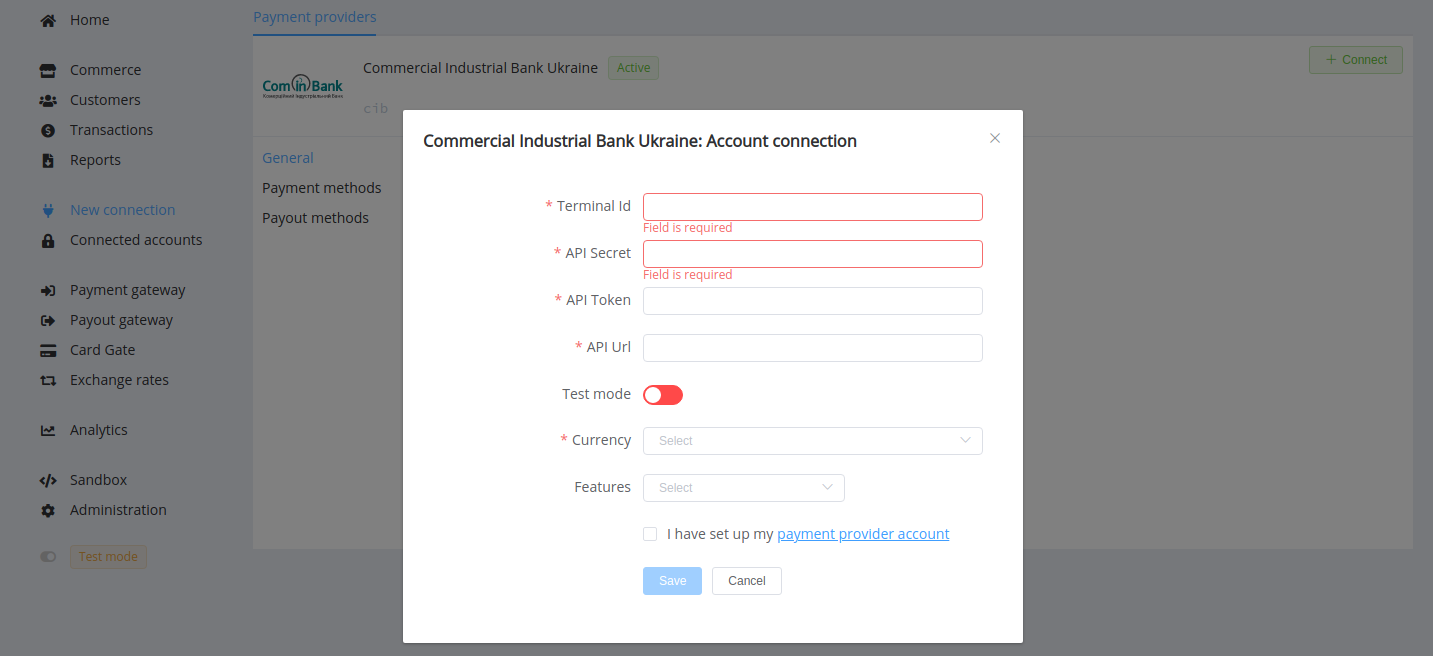 Home
Commerce
Customers
Transactions
Reports
New connection
Connected accounts
Payment gateway
Payout gateway
Card Gate
Exchange rates
Analytics
Sandbox
Administration
Test mode
Payment providers
ComInBank
Комерційний Індустріальний Банк
Commercial Industrial Bank Ukraine Active
cib
+ Connect
General
Payment methods
Payout methods
Commercial Industrial Bank Ukraine: Account connection
* Terminal Id
Field is required
* API Secret
Field is required
* API Token
* API Url
Test mode
* Currency Select
Features Select
I have set up my payment provider account
Save Cancel